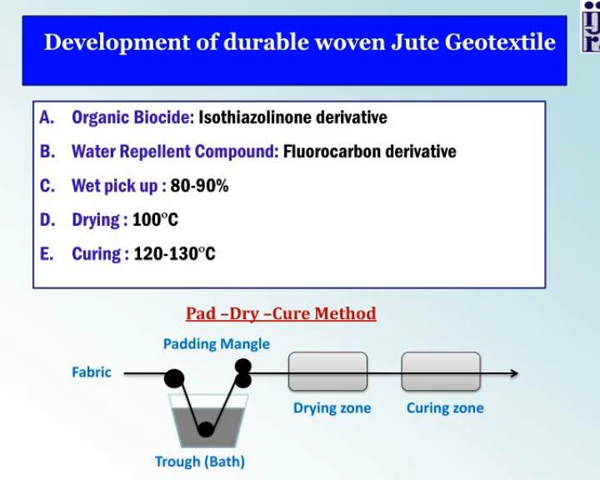 Development of durable woven Jute Geotextile
A. Organic Biocide: Isothiazolinone derivative
B. Water Repellent Compound: Fluorocarbon derivative
C. Wet pick up : 80-90%
D. Drying : 100°C
E. Curing : 120-130°C
Pad –Dry –Cure Method
Padding Mangle
Fabric
Drying zone
Curing zone
Trough (Bath)